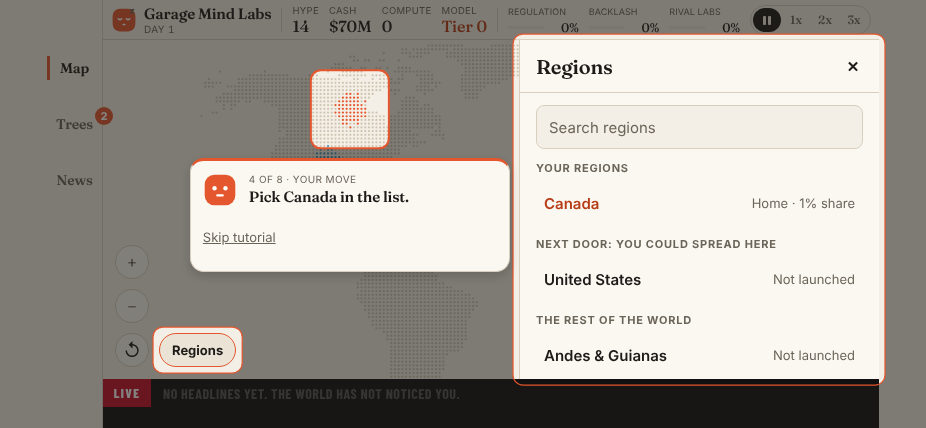 Garage Mind Labs
DAY 1
HYPE
14
CASH
$70M
COMPUTE
0
MODEL
Tier 0
REGULATION
0%
BACKLASH
0%
RIVAL LABS
0%
1x
2x
3x
Map
Trees
2
News
4 OF 8 · YOUR MOVE
Pick Canada in the list.
Skip tutorial
+
−
Regions
Regions
×
Search regions
YOUR REGIONS
Canada
Home · 1% share
NEXT DOOR: YOU COULD SPREAD HERE
United States
Not launched
THE REST OF THE WORLD
Andes & Guianas
Not launched
LIVE
NO HEADLINES YET. THE WORLD HAS NOT NOTICED YOU.